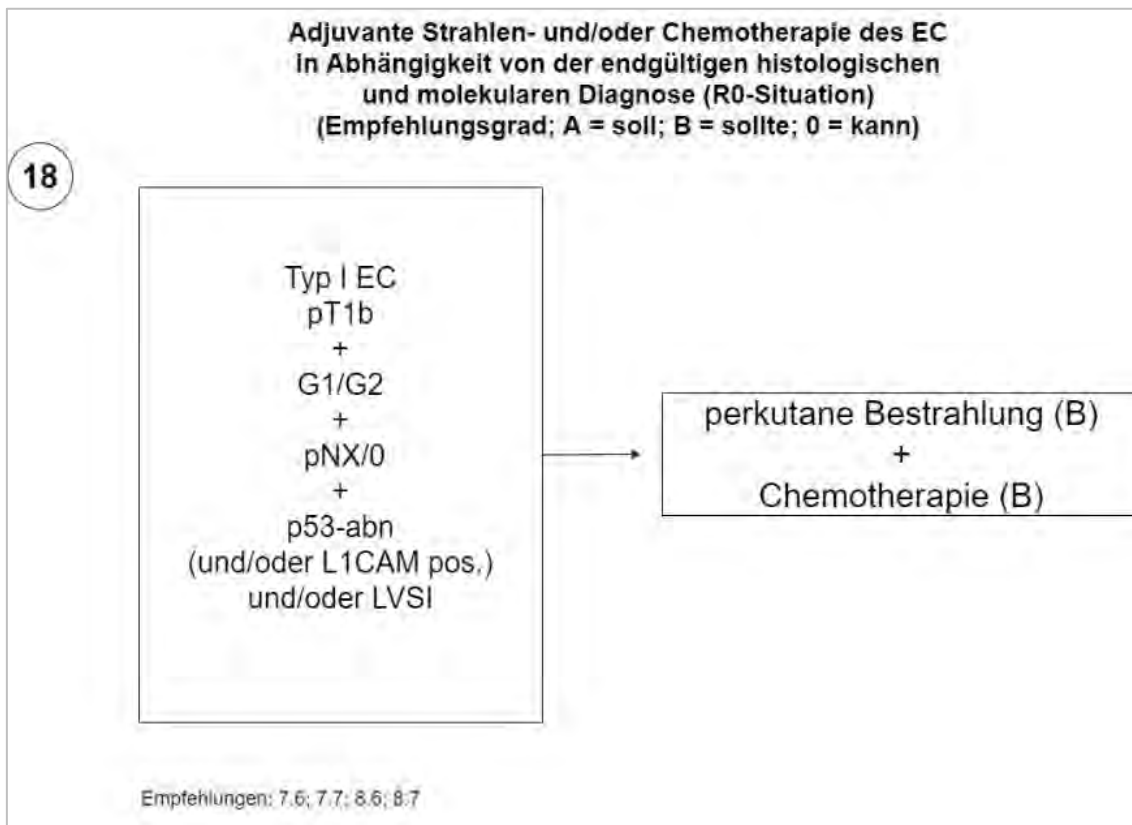 Adjuvante Strahlen- und/oder Chemotherapie des EC
in Abhängigkeit von der endgültigen histologischen
und molekularen Diagnose (R0-Situation)
(Empfehlungsgrad; A = soll; B = sollte; 0 = kann)
18
Typ I EC
pT1b
+
G1/G2
+
pNX/0
+
p53-abn
(und/oder L1CAM pos.)
und/oder LVSI
perkutane Bestrahlung (B)
+
Chemotherapie (B)
Empfehlungen: 7.6; 7.7; 8.6; 8.7